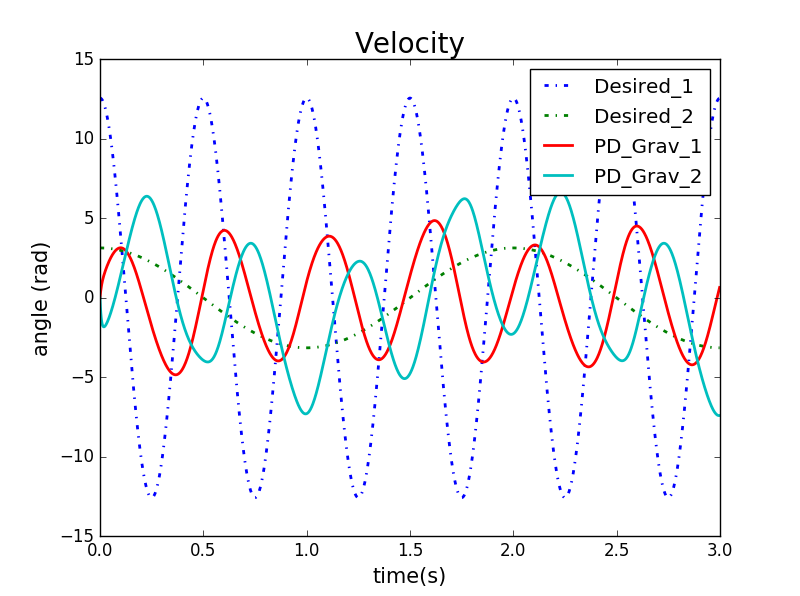 Velocity
15
10
5
0
−5
−10
−15
angle (rad)
0.0 0.5 1.0 1.5 2.0 2.5 3.0
time(s)
Desired_1
Desired_2
PD_Grav_1
PD_Grav_2